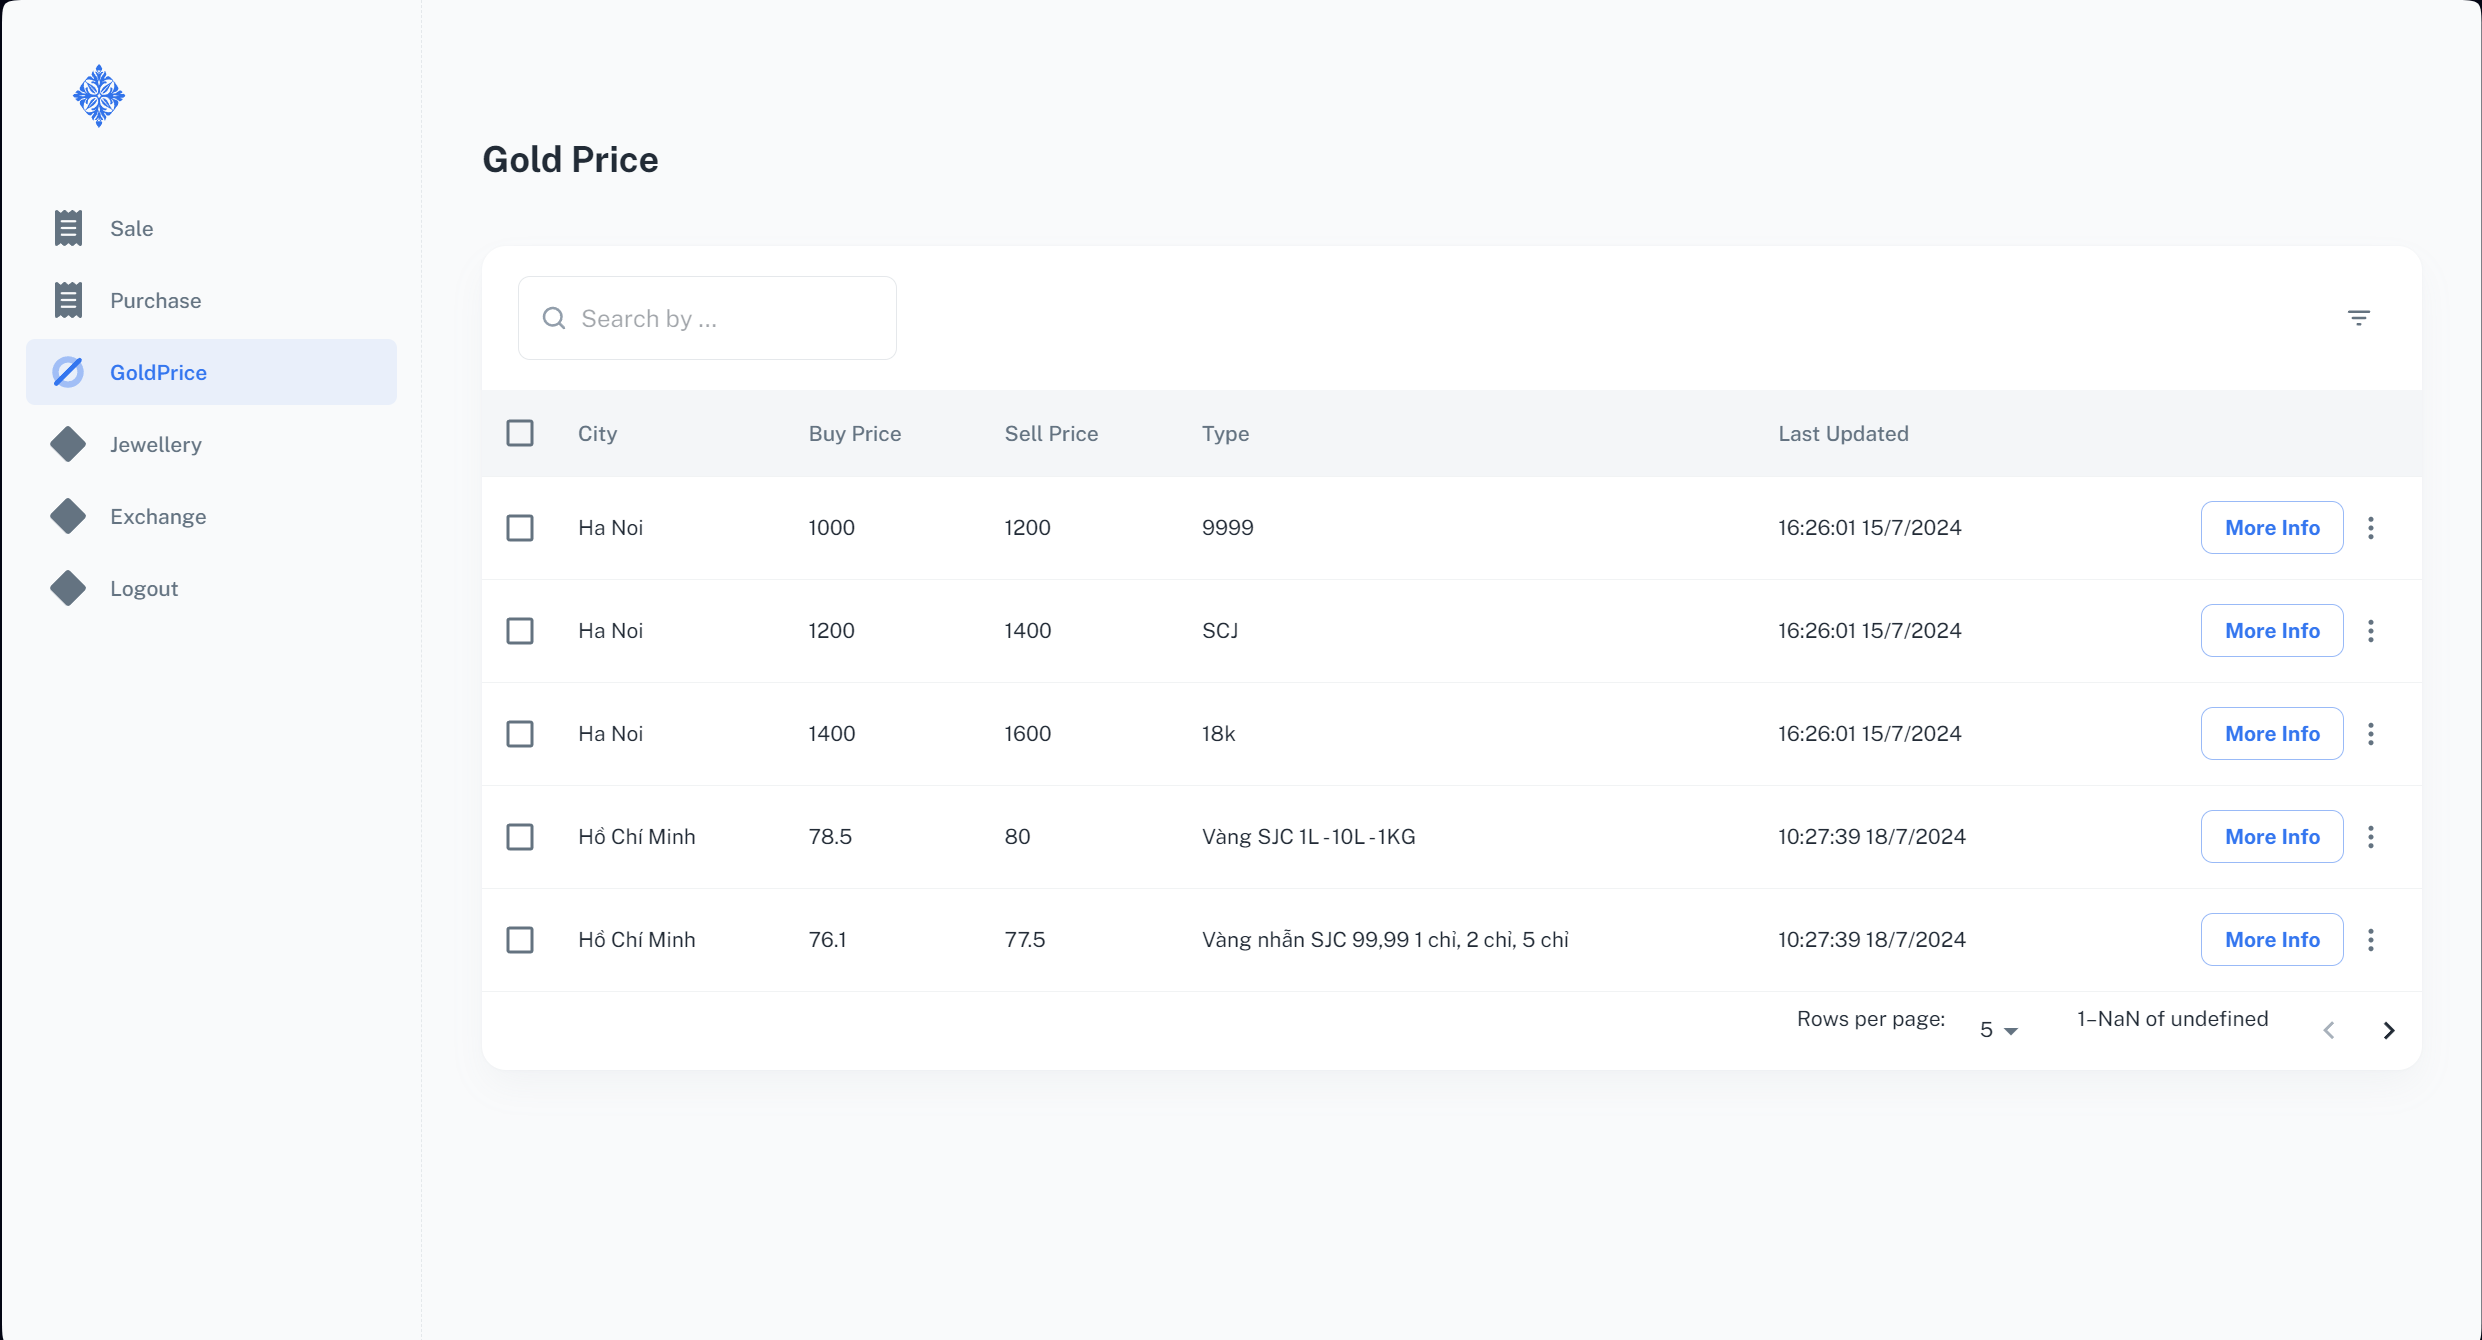 Gold Price
Sale
Purchase
GoldPrice
Jewellery
Exchange
Logout
Search by ...
City Buy Price Sell Price Type Last Updated
Ha Noi 1000 1200 9999 16:26:01 15/7/2024 More Info
Ha Noi 1200 1400 SCJ 16:26:01 15/7/2024 More Info
Ha Noi 1400 1600 18k 16:26:01 15/7/2024 More Info
Hồ Chí Minh 78.5 80 Vàng SJC 1L - 10L - 1KG 10:27:39 18/7/2024 More Info
Hồ Chí Minh 76.1 77.5 Vàng nhẫn SJC 99,99 1 chỉ, 2 chỉ, 5 chỉ 10:27:39 18/7/2024 More Info
Rows per page: 5 1–NaN of undefined